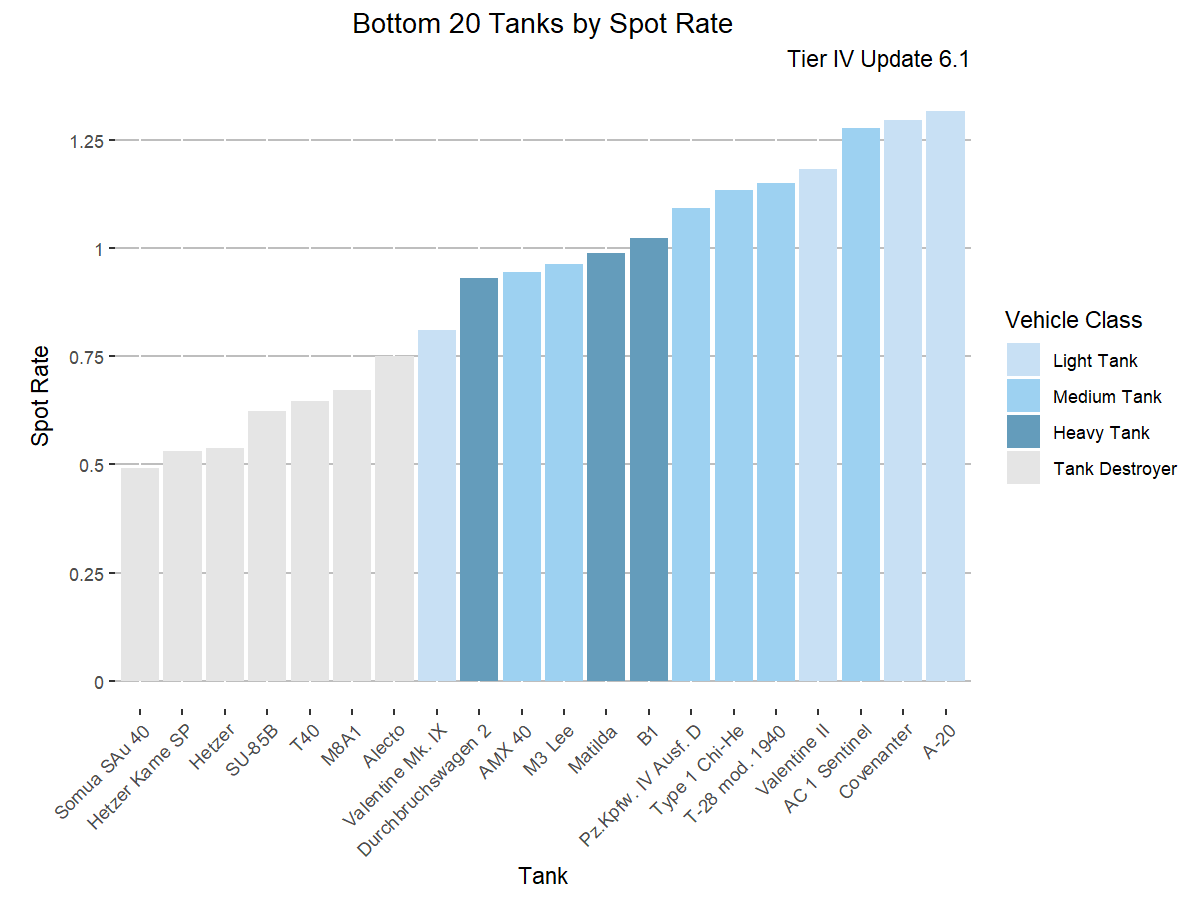 Bottom 20 Tanks by Spot Rate
Tier IV Update 6.1
1.25
1
0.75
0.5
0.25
0
Spot Rate
Somua SAu 40
Hetzer Kame SP
Hetzer
SU-85B
T40
M8A1
Alecto
Valentine Mk. IX
Durchbruchswagen 2
AMX 40
M3 Lee
Matilda
B1
Pz.Kpfw. IV Ausf. D
Type 1 Chi-He
T-28 mod. 1940
Valentine II
AC 1 Sentinel
Covenanter
A-20
Tank
Vehicle Class
Light Tank
Medium Tank
Heavy Tank
Tank Destroyer